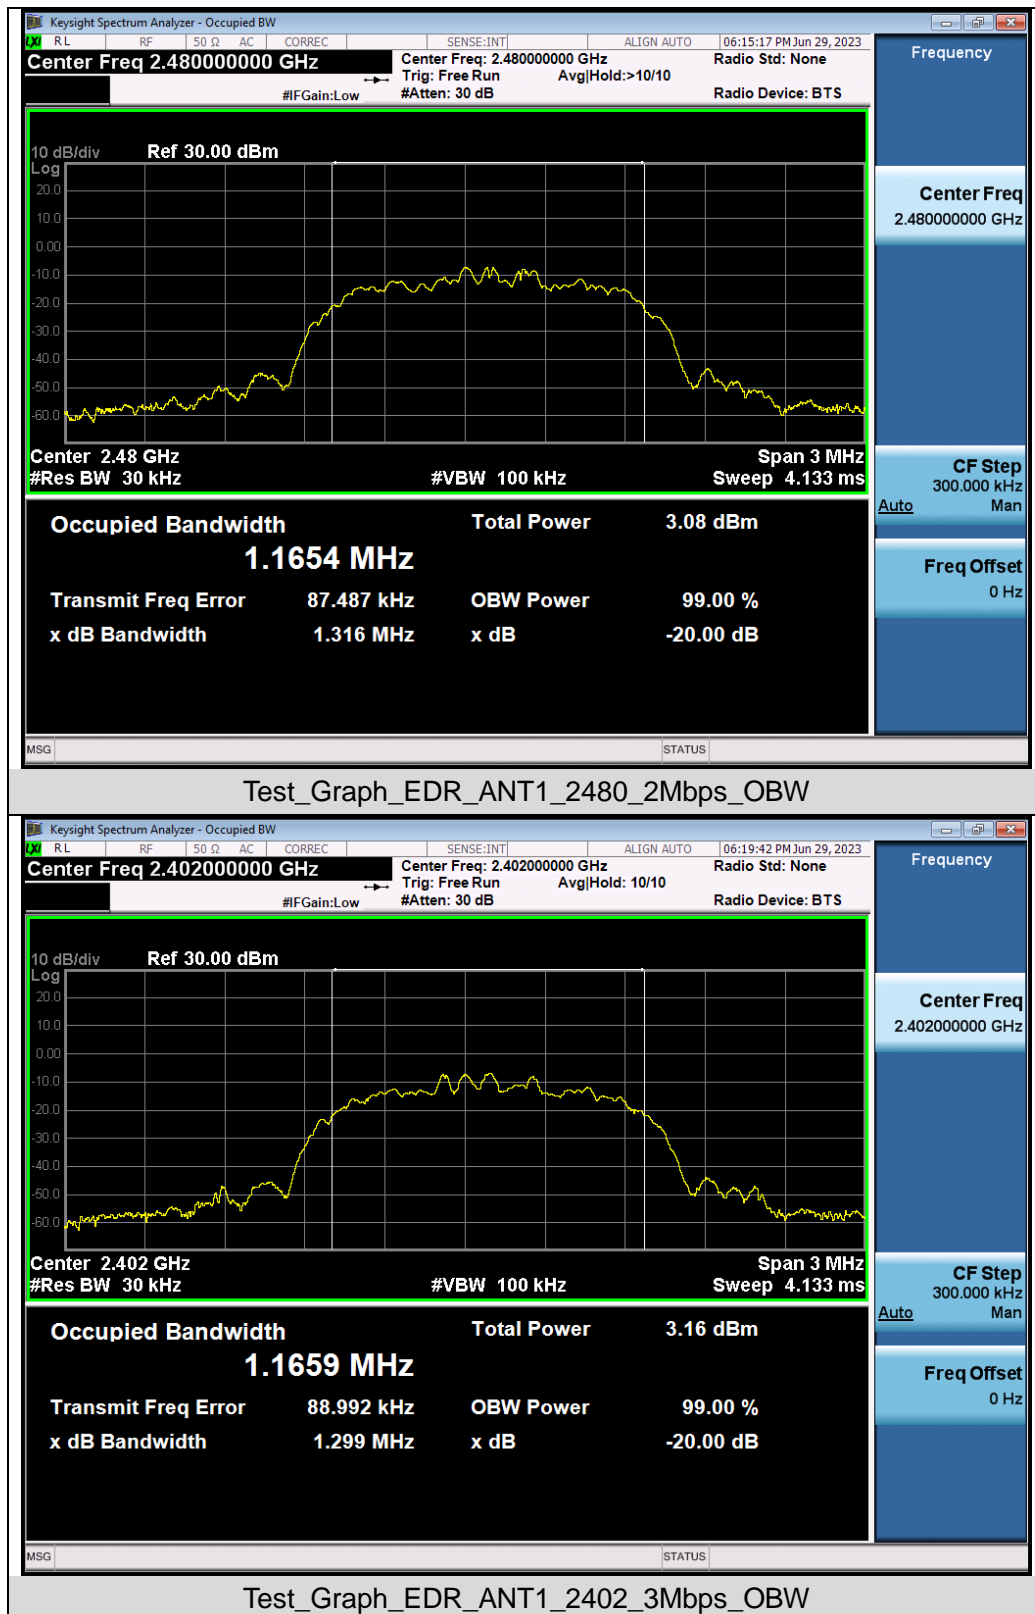 Keysight Spectrum Analyzer - Occupied BW
LXI RL RF 50 Ω AC CORREC SENSE:INT ALIGN AUTO 06:15:17 PM Jun 29, 2023
Center Freq 2.480000000 GHz Center Freq: 2.480000000 GHz Radio Std: None Frequency
Trig: Free Run Avg|Hold:>10/10
#IFGain:Low #Atten: 30 dB Radio Device: BTS
10 dB/div Ref 30.00 dBm
Log
20.0
10.0
0.00
-10.0
-20.0
-30.0
-40.0
-50.0
-60.0
Center Freq
2.480000000 GHz
Center 2.48 GHz Span 3 MHz
#Res BW 30 kHz #VBW 100 kHz Sweep 4.133 ms
CF Step
300.000 kHz
Auto Man
Occupied Bandwidth Total Power 3.08 dBm
1.1654 MHz
Freq Offset
0 Hz
Transmit Freq Error 87.487 kHz OBW Power 99.00 %
x dB Bandwidth 1.316 MHz x dB -20.00 dB
MSG STATUS
Test_Graph_EDR_ANT1_2480_2Mbps_OBW
Keysight Spectrum Analyzer - Occupied BW
LXI RL RF 50 Ω AC CORREC SENSE:INT ALIGN AUTO 06:19:42 PM Jun 29, 2023
Center Freq 2.402000000 GHz Center Freq: 2.402000000 GHz Radio Std: None Frequency
Trig: Free Run Avg|Hold: 10/10
#IFGain:Low #Atten: 30 dB Radio Device: BTS
10 dB/div Ref 30.00 dBm
Log
20.0
10.0
0.00
-10.0
-20.0
-30.0
-40.0
-50.0
-60.0
Center Freq
2.402000000 GHz
Center 2.402 GHz Span 3 MHz
#Res BW 30 kHz #VBW 100 kHz Sweep 4.133 ms
CF Step
300.000 kHz
Auto Man
Occupied Bandwidth Total Power 3.16 dBm
1.1659 MHz
Freq Offset
0 Hz
Transmit Freq Error 88.992 kHz OBW Power 99.00 %
x dB Bandwidth 1.299 MHz x dB -20.00 dB
MSG STATUS
Test_Graph_EDR_ANT1_2402_3Mbps_OBW